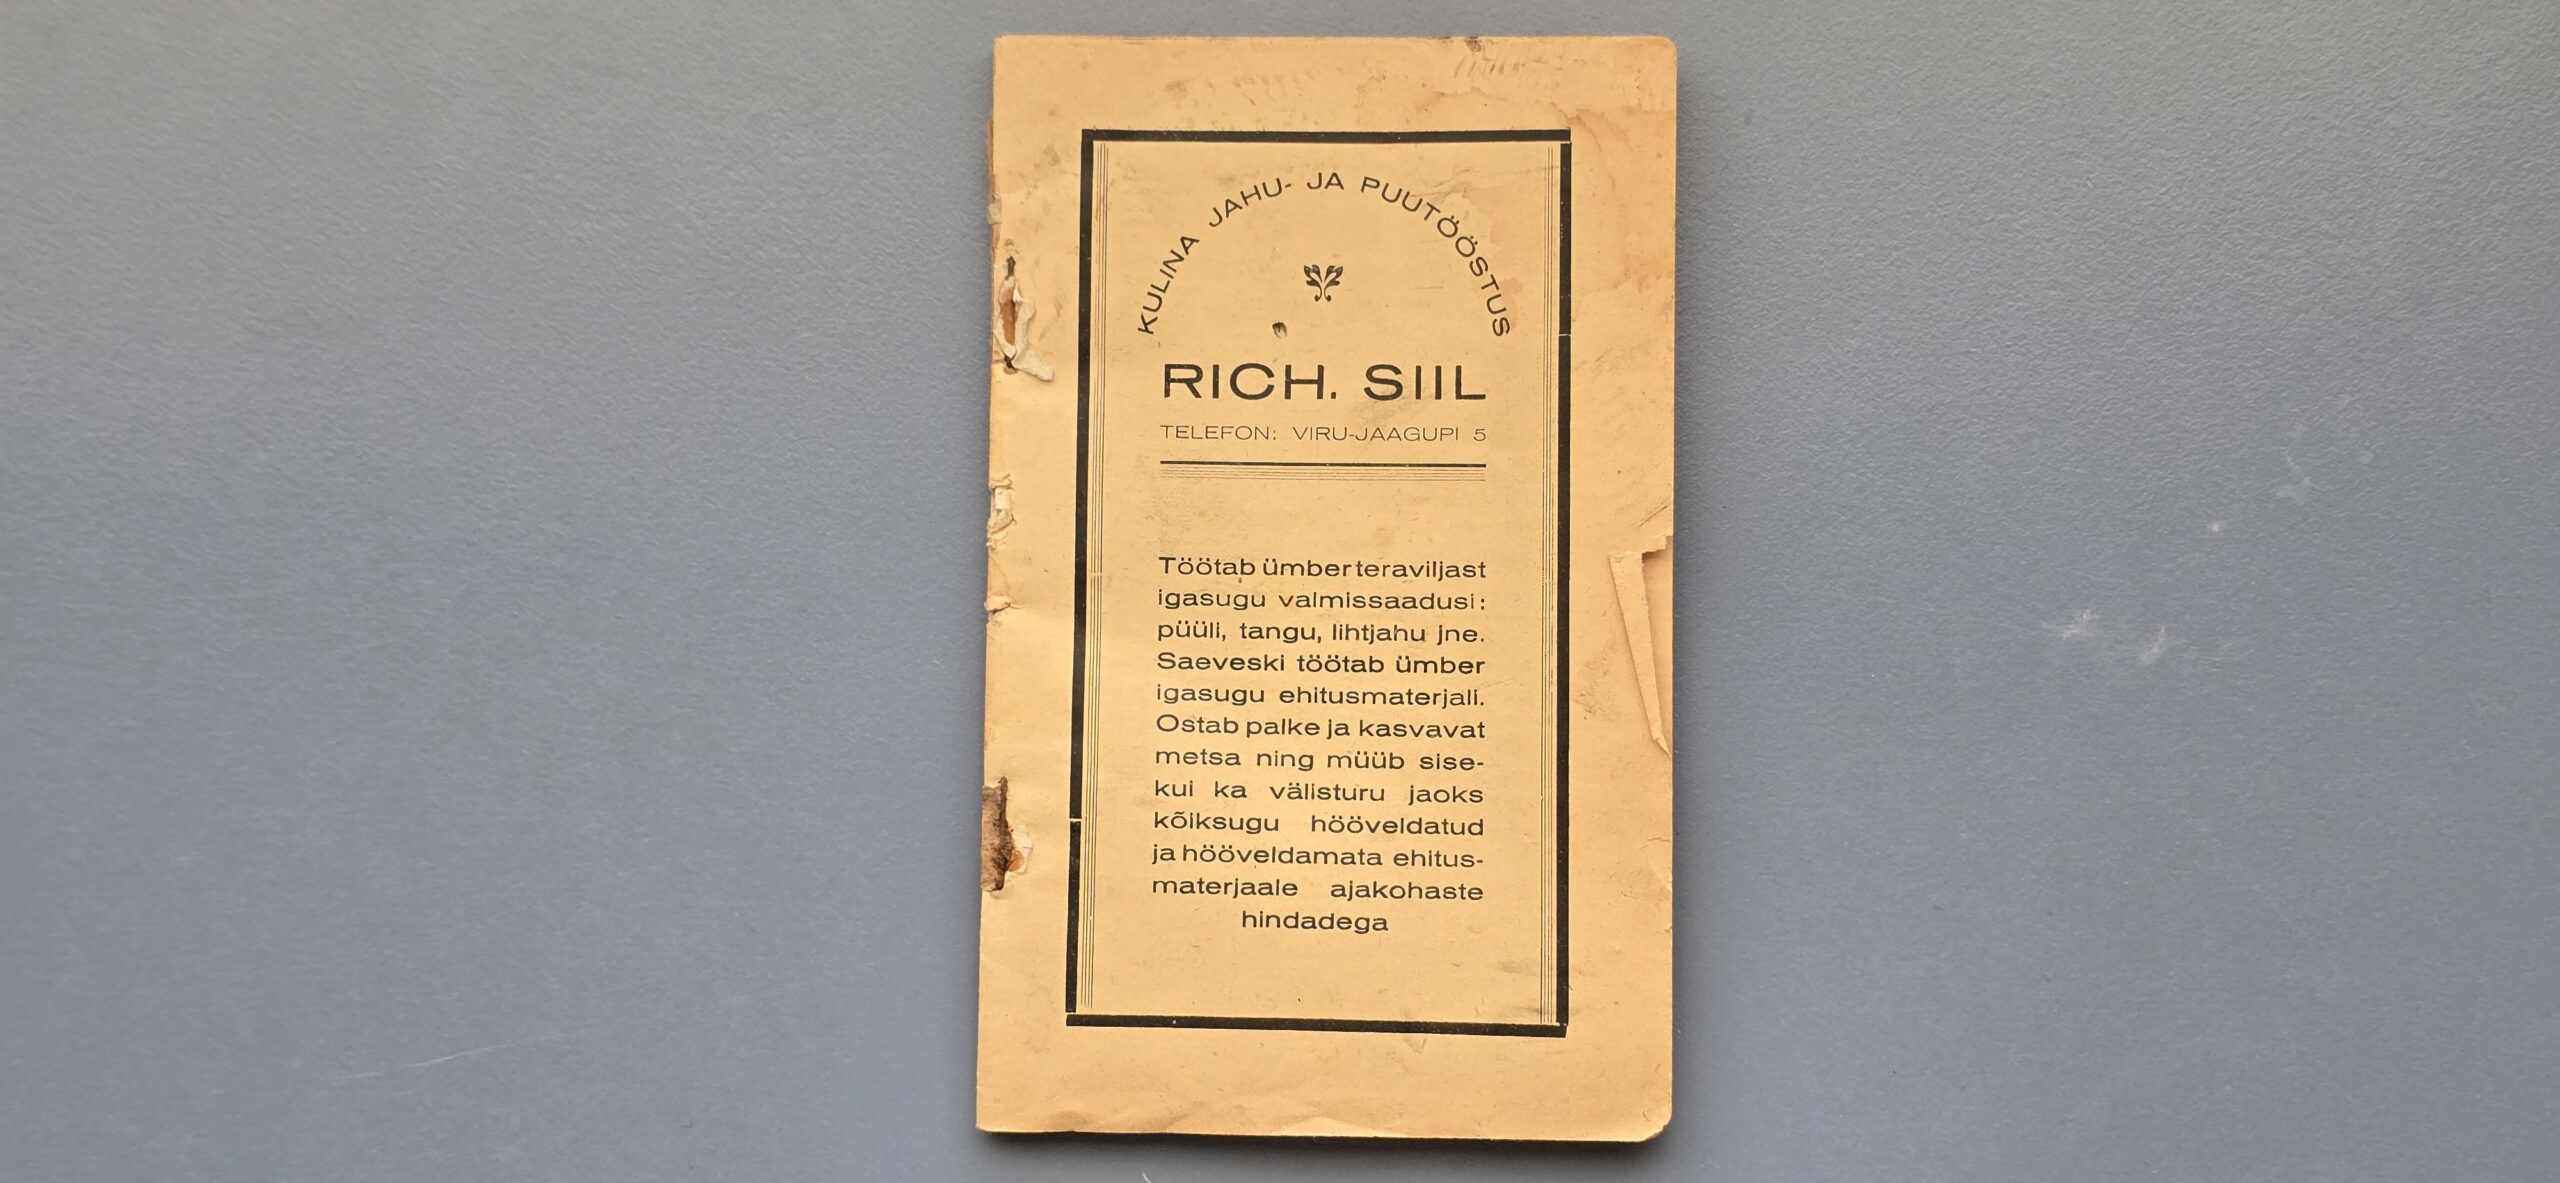 KULINA JAHU- JA PUUTÖÖSTUS
RICH. SIIL
TELEFON: VIRU-JAAGUPI 5
Töötab ümber teraviljast
igasugu valmissaadusi:
püüli, tangu, lihtjahu jne.
Saeveski töötab ümber
igasugu ehitusmaterjali.
Ostab palke ja kasvavat
metsa ning müüb sise-
kui ka välisturu jaoks
kõiksugu hööveldatud
ja hööveldamata ehitus-
materjaale ajakohaste
hindadega